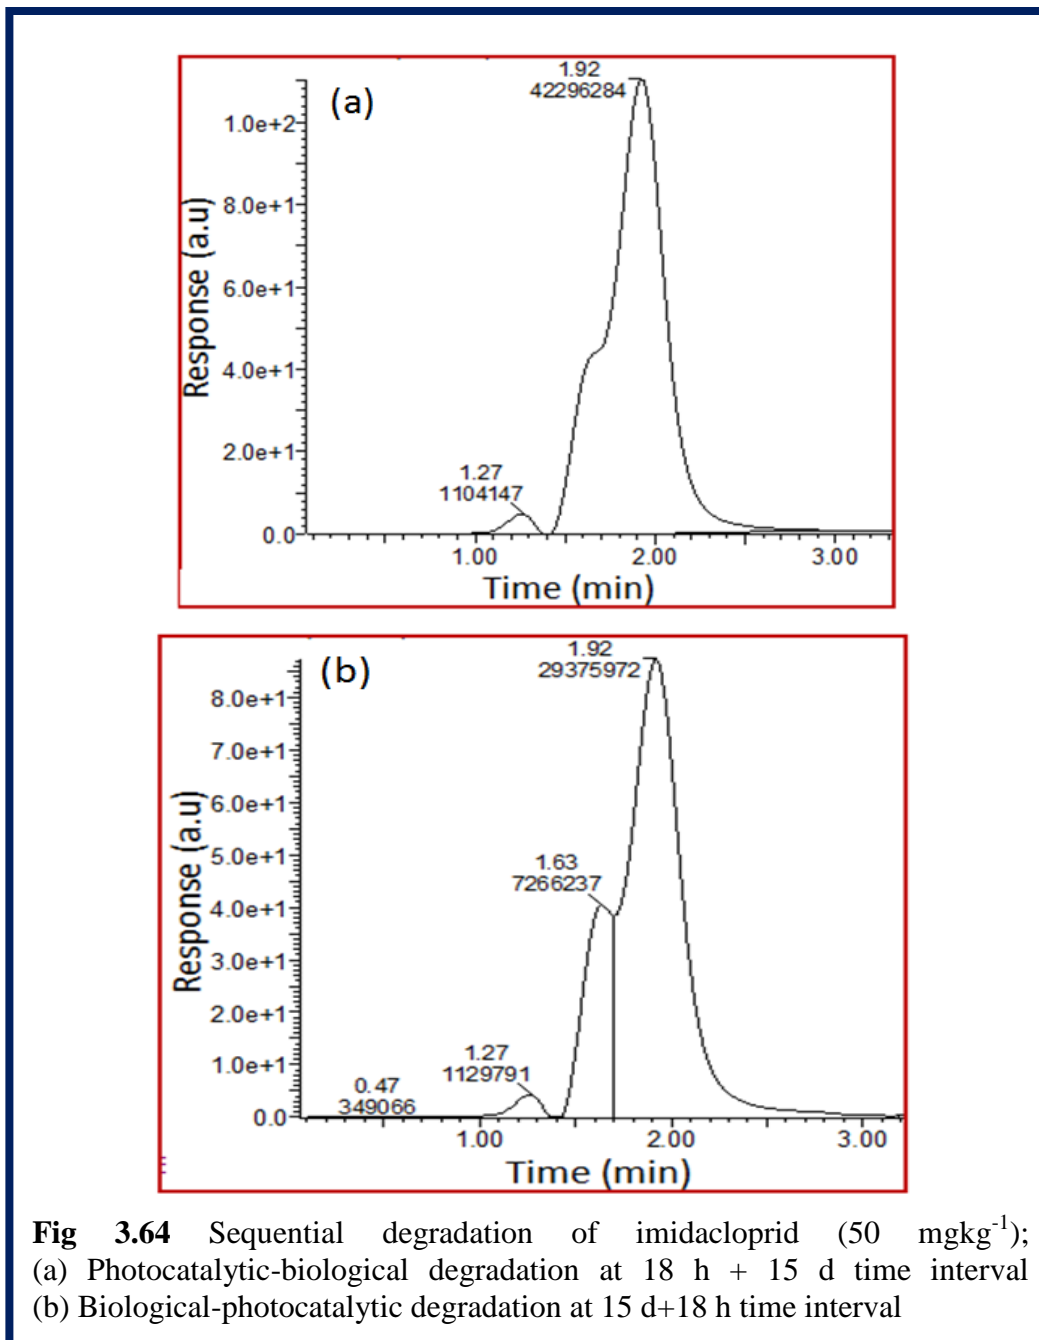 (a)
1.92
42296284
1.0e+2
8.0e+1
6.0e+1
4.0e+1
2.0e+1
0.0
Response (a.u)
1.27
1104147
1.00
2.00
3.00
Time (min)
(b)
1.92
29375972
8.0e+1
7.0e+1
6.0e+1
5.0e+1
4.0e+1
3.0e+1
2.0e+1
1.0e+1
0.0
Response (a.u)
1.63
7266237
1.27
1129791
0.47
349066
1.00
2.00
3.00
Time (min)
Fig 3.64 Sequential degradation of imidacloprid (50 mgkg⁻¹);
(a) Photocatalytic-biological degradation at 18 h + 15 d time interval
(b) Biological-photocatalytic degradation at 15 d+18 h time interval